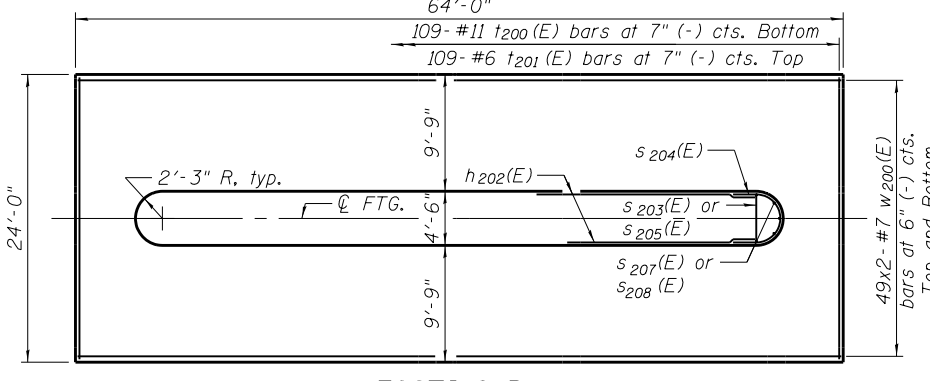 64'-0"
109- #11 t200 (E) bars at 7" (-) cts. Bottom
109- #6 t201 (E) bars at 7" (-) cts. Top
24'-0"
9'-9"
4'-6"
9'-9"
2'-3" R, typ.
℄ FTG.
h202(E)
s204(E)
s203(E) or
s205(E)
s207(E) or
s208(E)
49x2- #7 w200(E)
bars at 6" (-) cts.
Top and Bottom